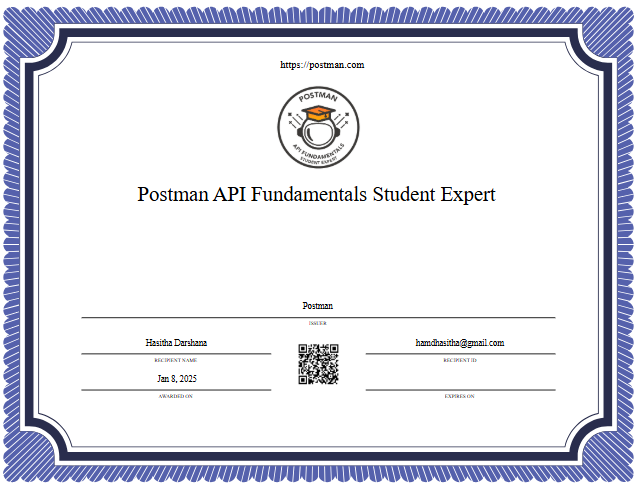 https://postman.com
POSTMAN
API FUNDAMENTALS
STUDENT EXPERT
Postman API Fundamentals Student Expert
Postman
ISSUER
Hasitha Darshana
hamdhasitha@gmail.com
RECIPIENT NAME
RECIPIENT ID
Jan 8, 2025
AWARDED ON
EXPIRES ON